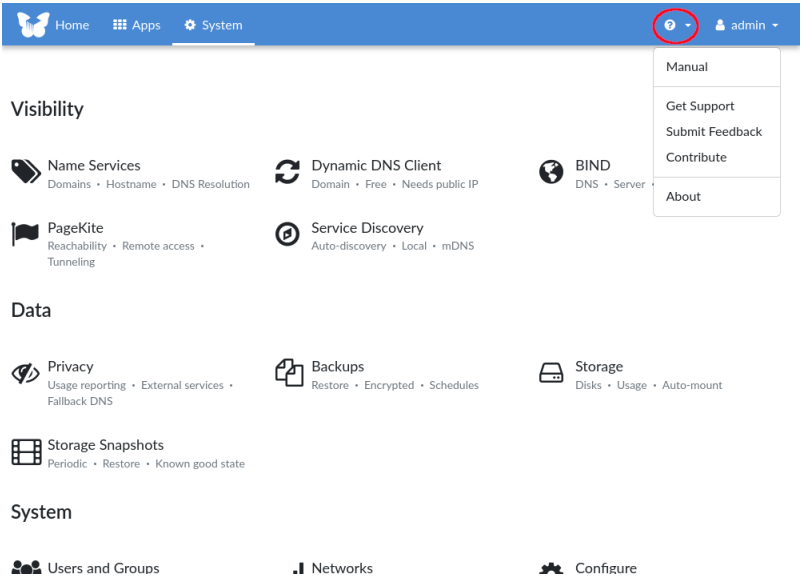 Home Apps System admin
Manual
Get Support
Submit Feedback
Contribute
About
Visibility
Name Services
Domains • Hostname • DNS Resolution
Dynamic DNS Client
Domain • Free • Needs public IP
BIND
DNS • Server •
PageKite
Reachability • Remote access •
Tunneling
Service Discovery
Auto-discovery • Local • mDNS
Data
Privacy
Usage reporting • External services •
Fallback DNS
Backups
Restore • Encrypted • Schedules
Storage
Disks • Usage • Auto-mount
Storage Snapshots
Periodic • Restore • Known good state
System
Users and Groups
Networks
Configure